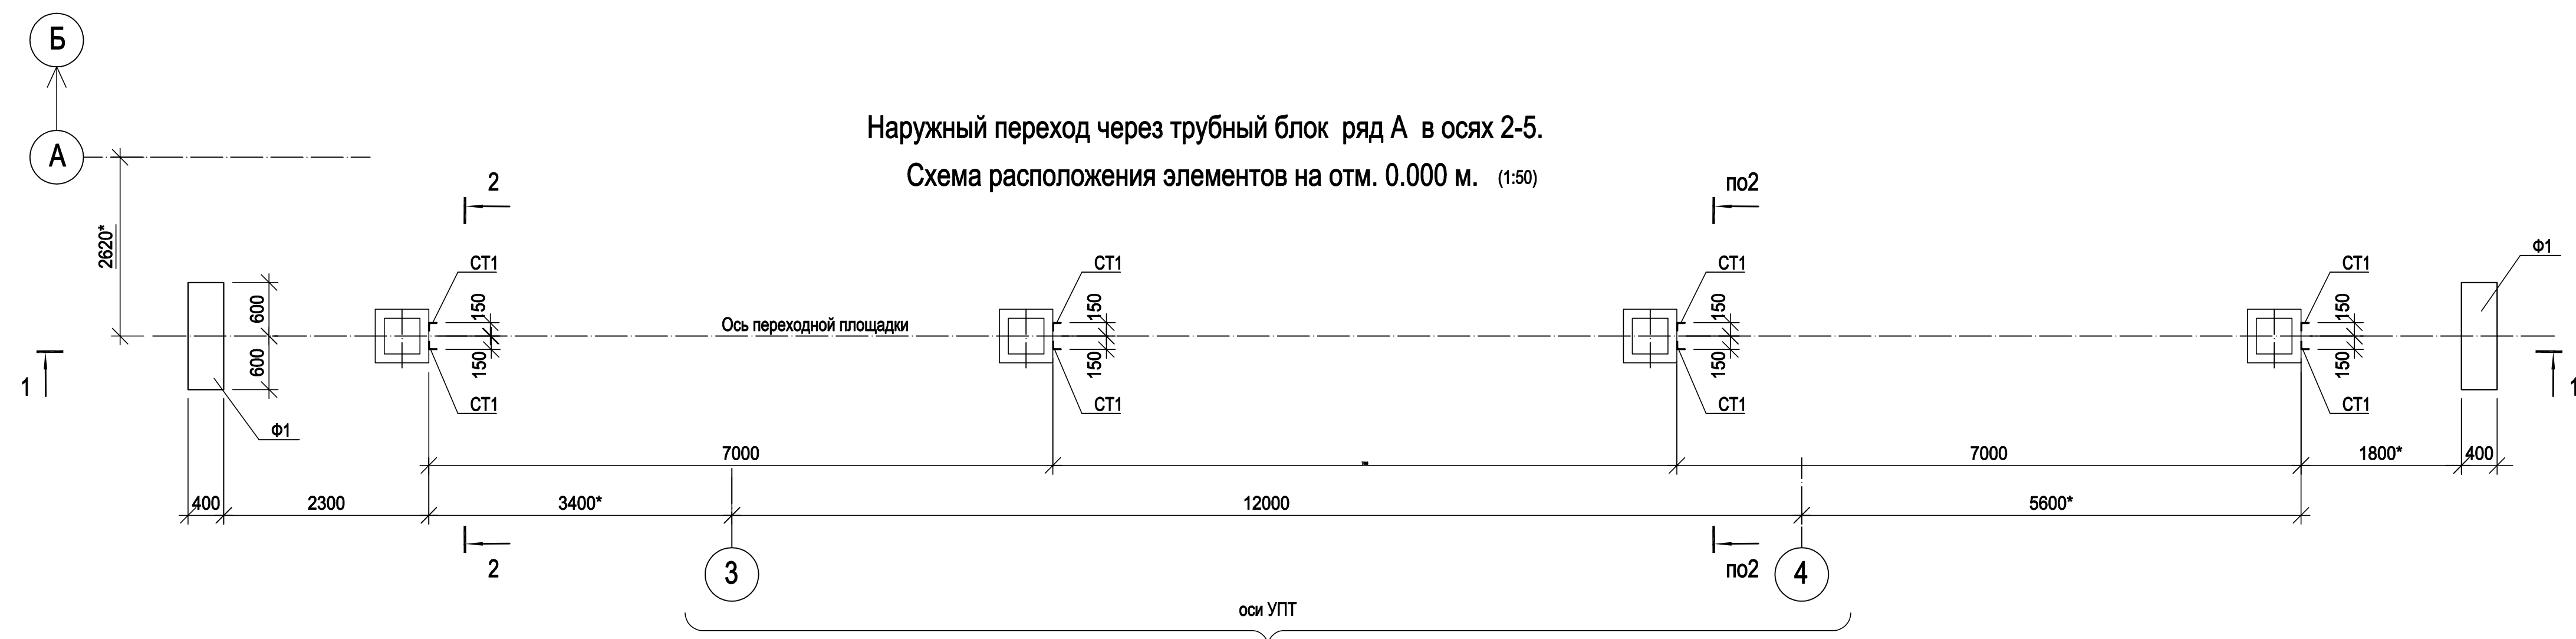 Б
А
Наружный переход через трубный блок ряд А в осях 2-5.
Схема расположения элементов на отм. 0.000 м. (1:50)
2
по2
2620*
Ф1
СТ1
СТ1
СТ1
СТ1
600
150
150
150
150
Ось переходной площадки
600
150
150
150
150
1
1
СТ1
СТ1
СТ1
СТ1
Ф1
7000
7000
1800*
400
400
2300
3400*
12000
5600*
2
3
по2
4
оси УПТ